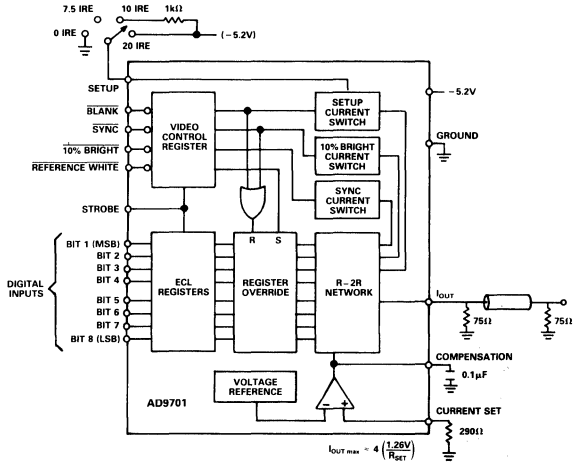 7.5 IRE
10 IRE
1kΩ
0 IRE
20 IRE
(−5.2V)
SETUP
BLANK
SYNC
10% BRIGHT
REFERENCE WHITE
STROBE
VIDEO
CONTROL
REGISTER
SETUP
CURRENT
SWITCH
10% BRIGHT
CURRENT
SWITCH
SYNC
CURRENT
SWITCH
−5.2V
GROUND
R
S
DIGITAL
INPUTS
BIT 1 (MSB)
BIT 2
BIT 3
BIT 4
BIT 5
BIT 6
BIT 7
BIT 8 (LSB)
ECL
REGISTERS
REGISTER
OVERRIDE
R−2R
NETWORK
IOUT
75Ω
75Ω
COMPENSATION
0.1μF
VOLTAGE
REFERENCE
−
+
CURRENT SET
290Ω
AD9701
IOUT max = 4 (1.26V / RSET)